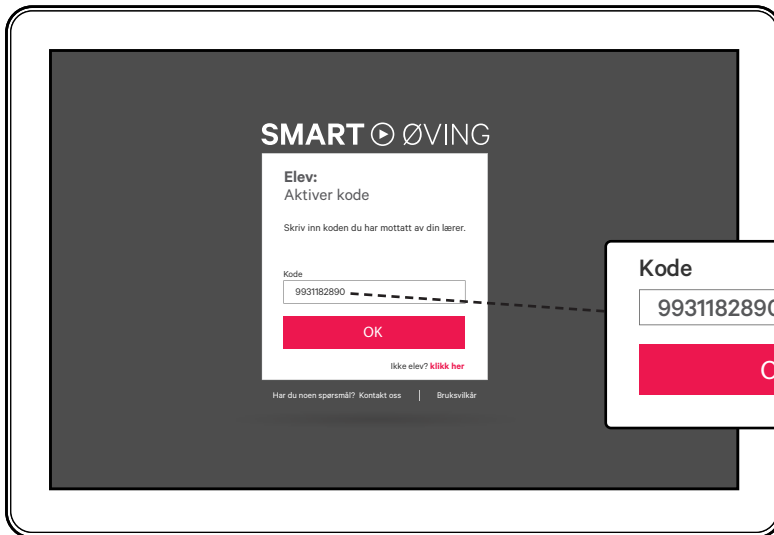 SMART ØVING
Elev:
Aktiver kode
Skriv inn koden du har mottatt av din lærer.
Kode
9931182890
OK
Ikke elev? klikk her
Har du noen spørsmål? Kontakt oss | Bruksvilkår
Kode
9931182890